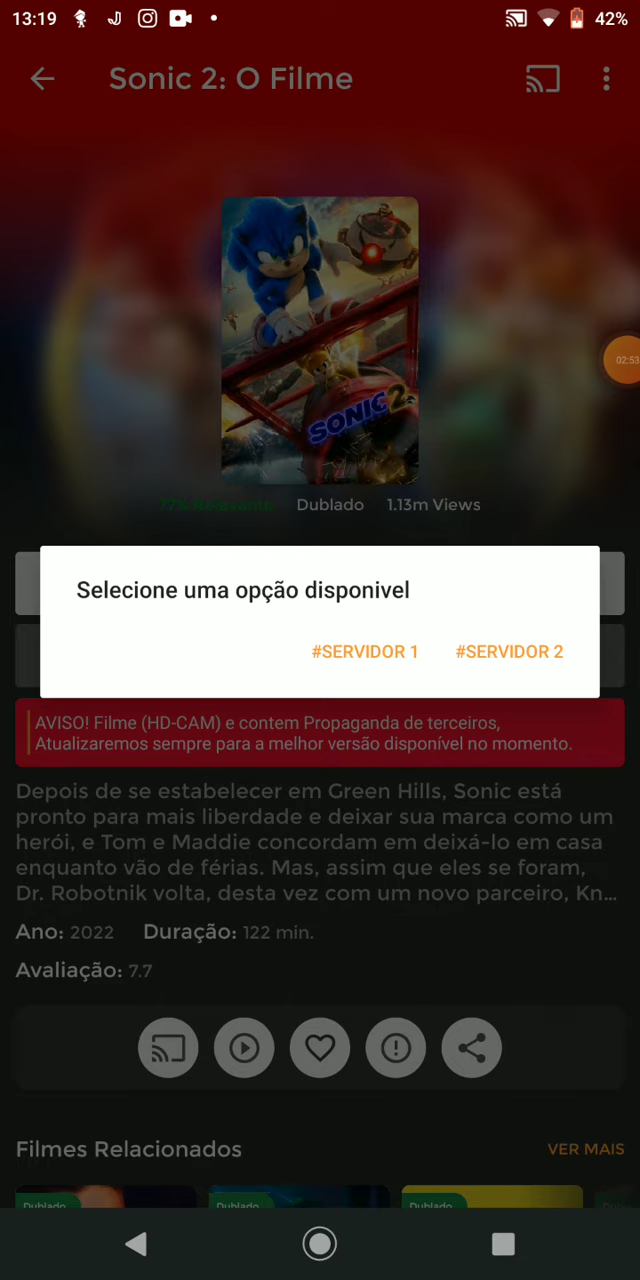 13:19
42%
Sonic 2: O Filme
SONIC 2
02:53
77% Relevante Dublado 1.13m Views
Selecione uma opção disponivel
#SERVIDOR 1 #SERVIDOR 2
AVISO! Filme (HD-CAM) e contem Propaganda de terceiros,
Atualizaremos sempre para a melhor versão disponível no momento.
Depois de se estabelecer em Green Hills, Sonic está
pronto para mais liberdade e deixar sua marca como um
herói, e Tom e Maddie concordam em deixá-lo em casa
enquanto vão de férias. Mas, assim que eles se foram,
Dr. Robotnik volta, desta vez com um novo parceiro, Kn...
Ano: 2022 Duração: 122 min.
Avaliação: 7.7
Filmes Relacionados VER MAIS
Dublado Dublado Dublado